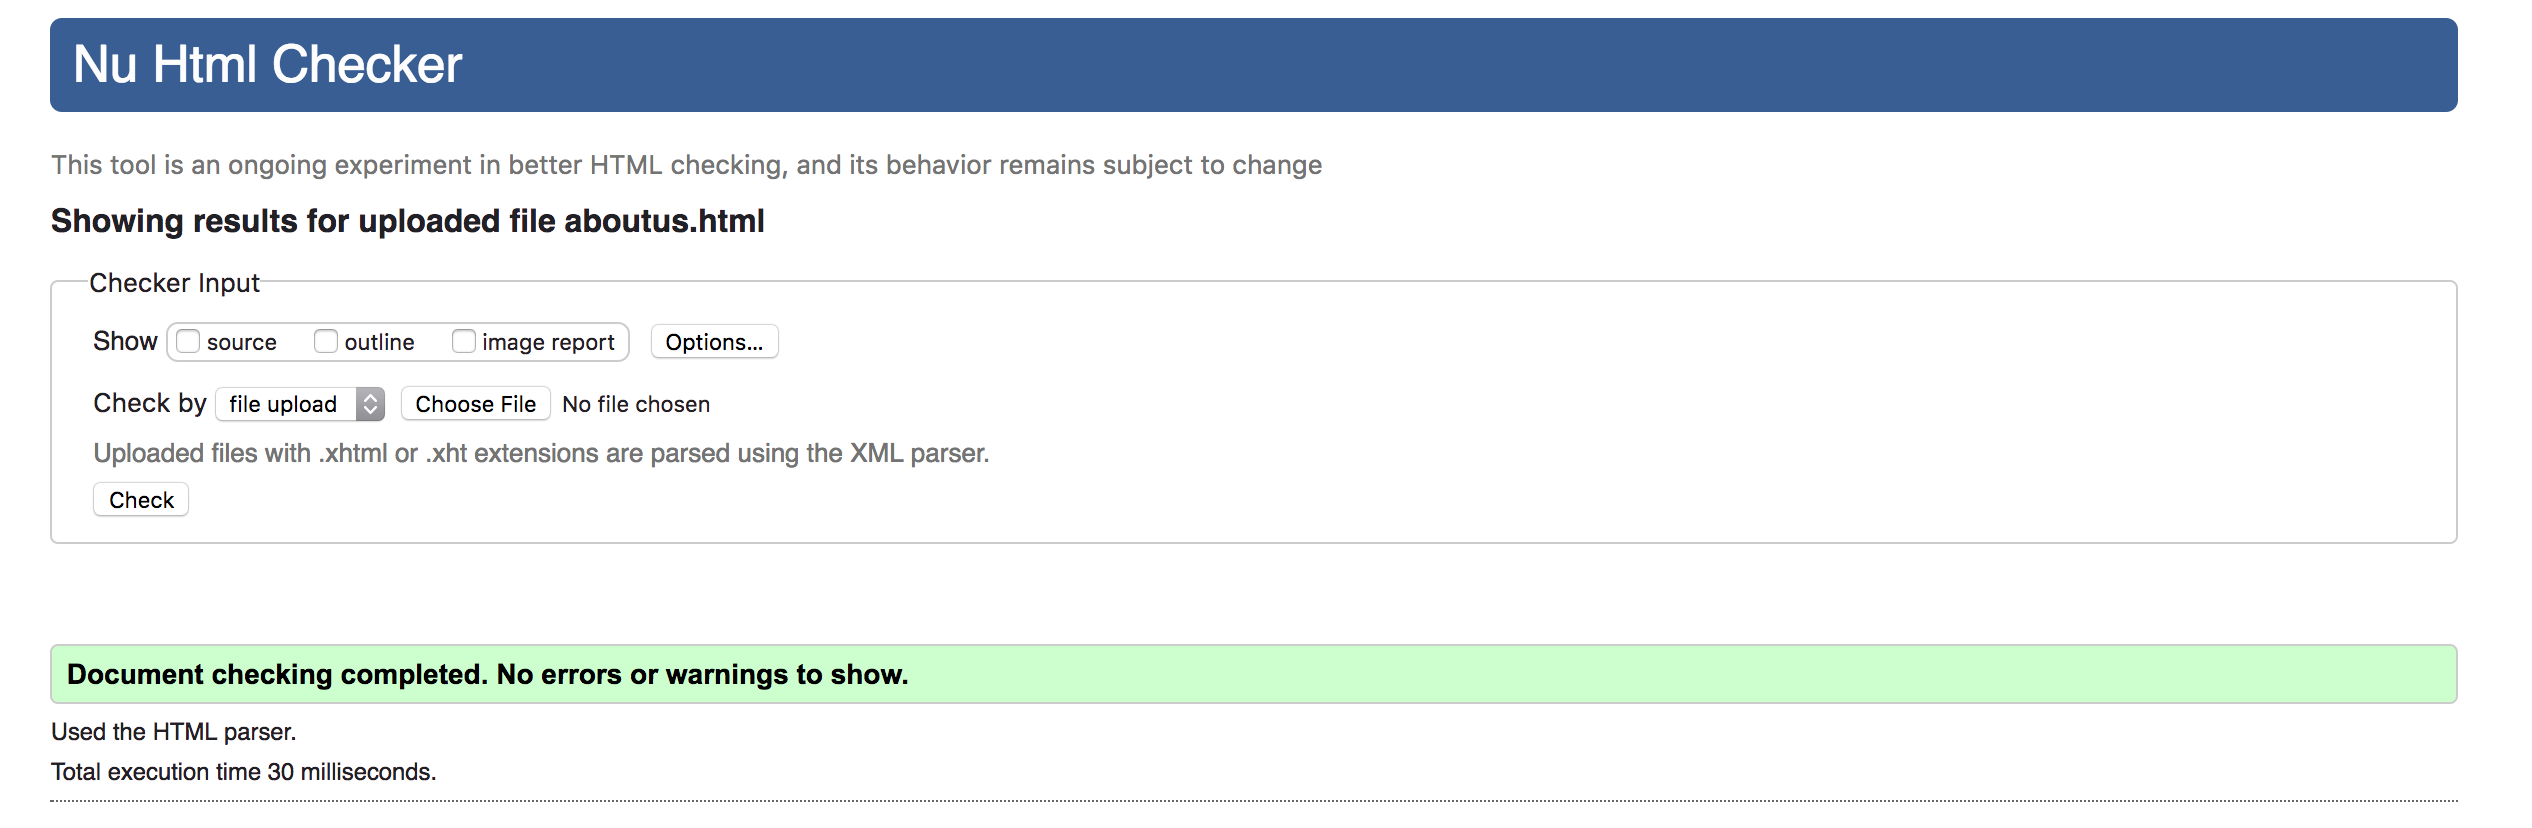 Nu Html Checker
This tool is an ongoing experiment in better HTML checking, and its behavior remains subject to change
Showing results for uploaded file aboutus.html
Checker Input
Show source outline image report Options...
Check by file upload Choose File No file chosen
Uploaded files with .xhtml or .xht extensions are parsed using the XML parser.
Check
Document checking completed. No errors or warnings to show.
Used the HTML parser.
Total execution time 30 milliseconds.